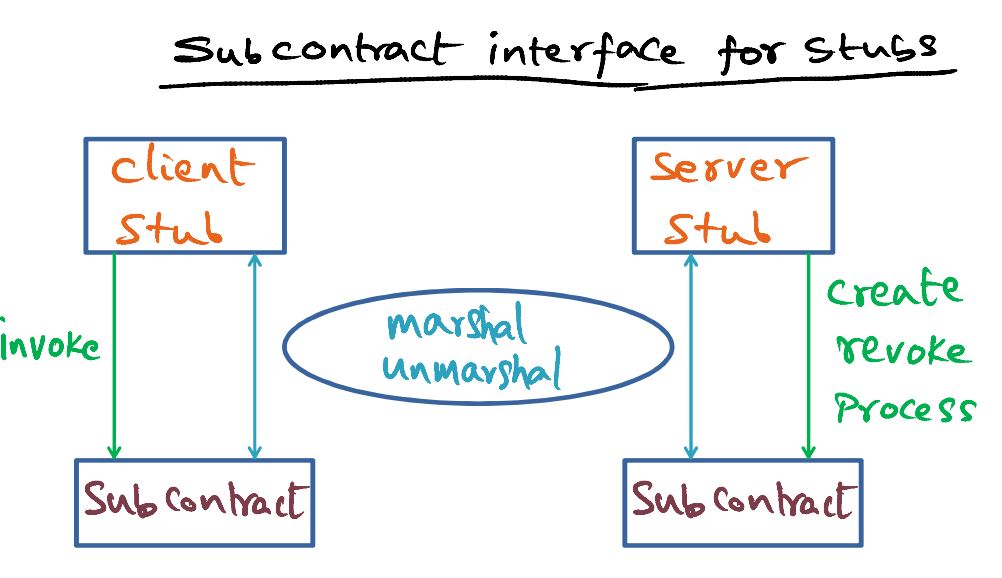 Subcontract interface for stubs
client
stub
server
stub
invoke
marshal
unmarshal
create
revoke
process
Subcontract
Subcontract